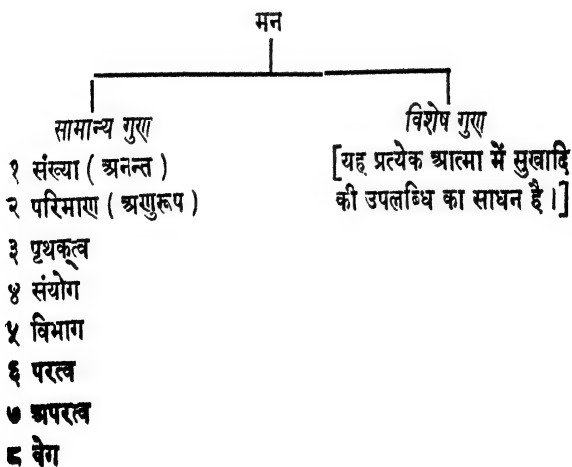 मन
सामान्य गुण
१ संख्या ( अनन्त )
२ परिमाण ( अणुरूप )
३ पृथक्त्व
४ संयोग
५ विभाग
६ परत्व
७ अपरत्व
८ वेग
विशेष गुण
[यह प्रत्येक आत्मा में सुखादि
की उपलब्धि का साधन है ।]